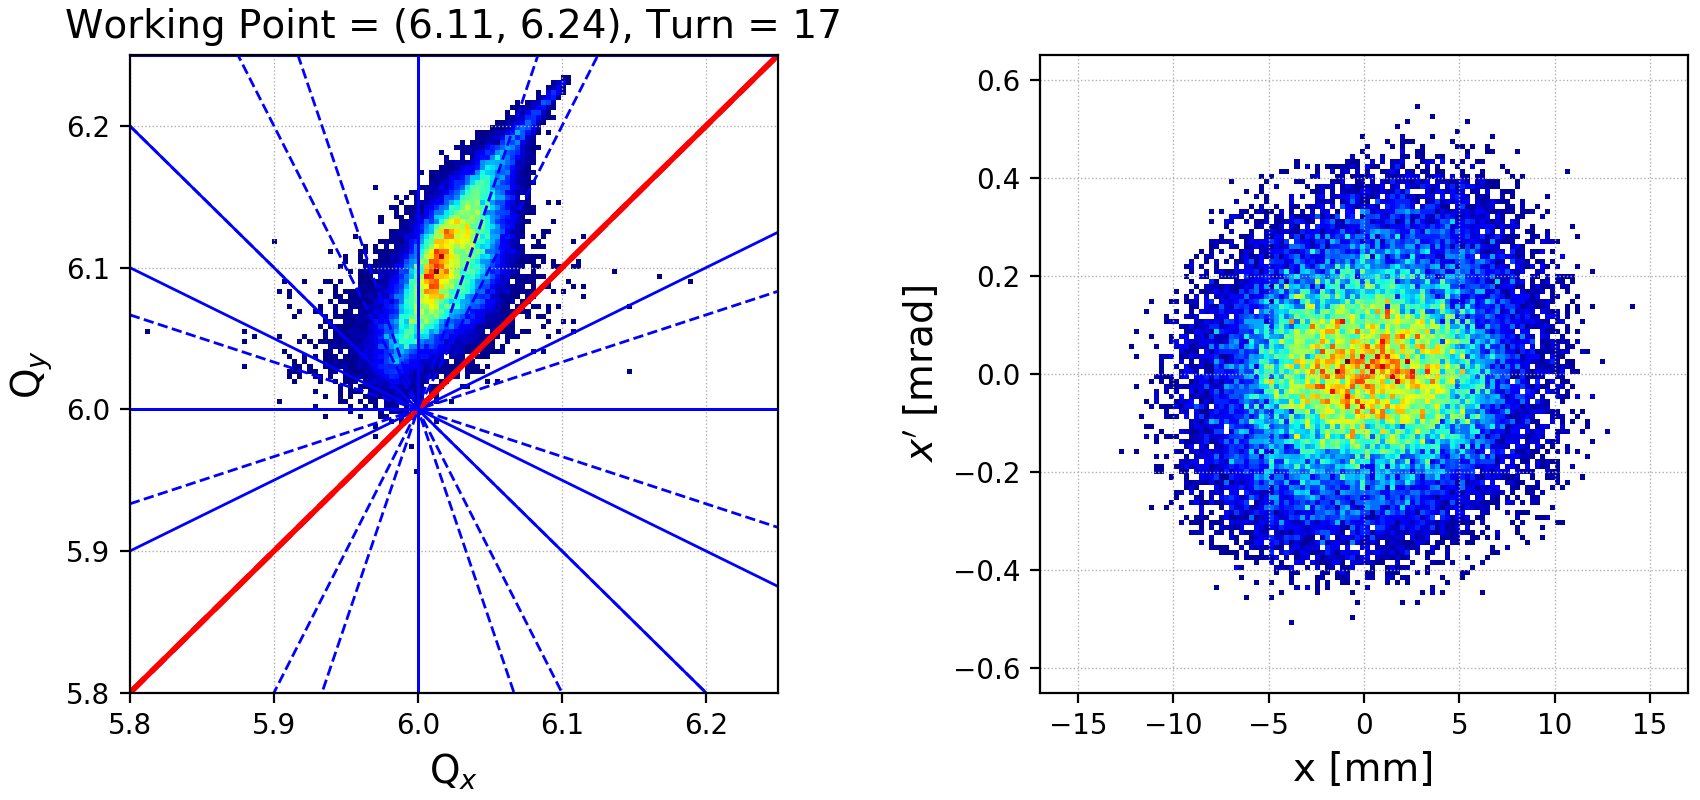 Working Point = (6.11, 6.24), Turn = 17
6.2
6.1
6.0
5.9
5.8
Q_y
5.8 5.9 6.0 6.1 6.2
Q_x
0.6
0.4
0.2
0.0
−0.2
−0.4
−0.6
x′ [mrad]
−15 −10 −5 0 5 10 15
x [mm]